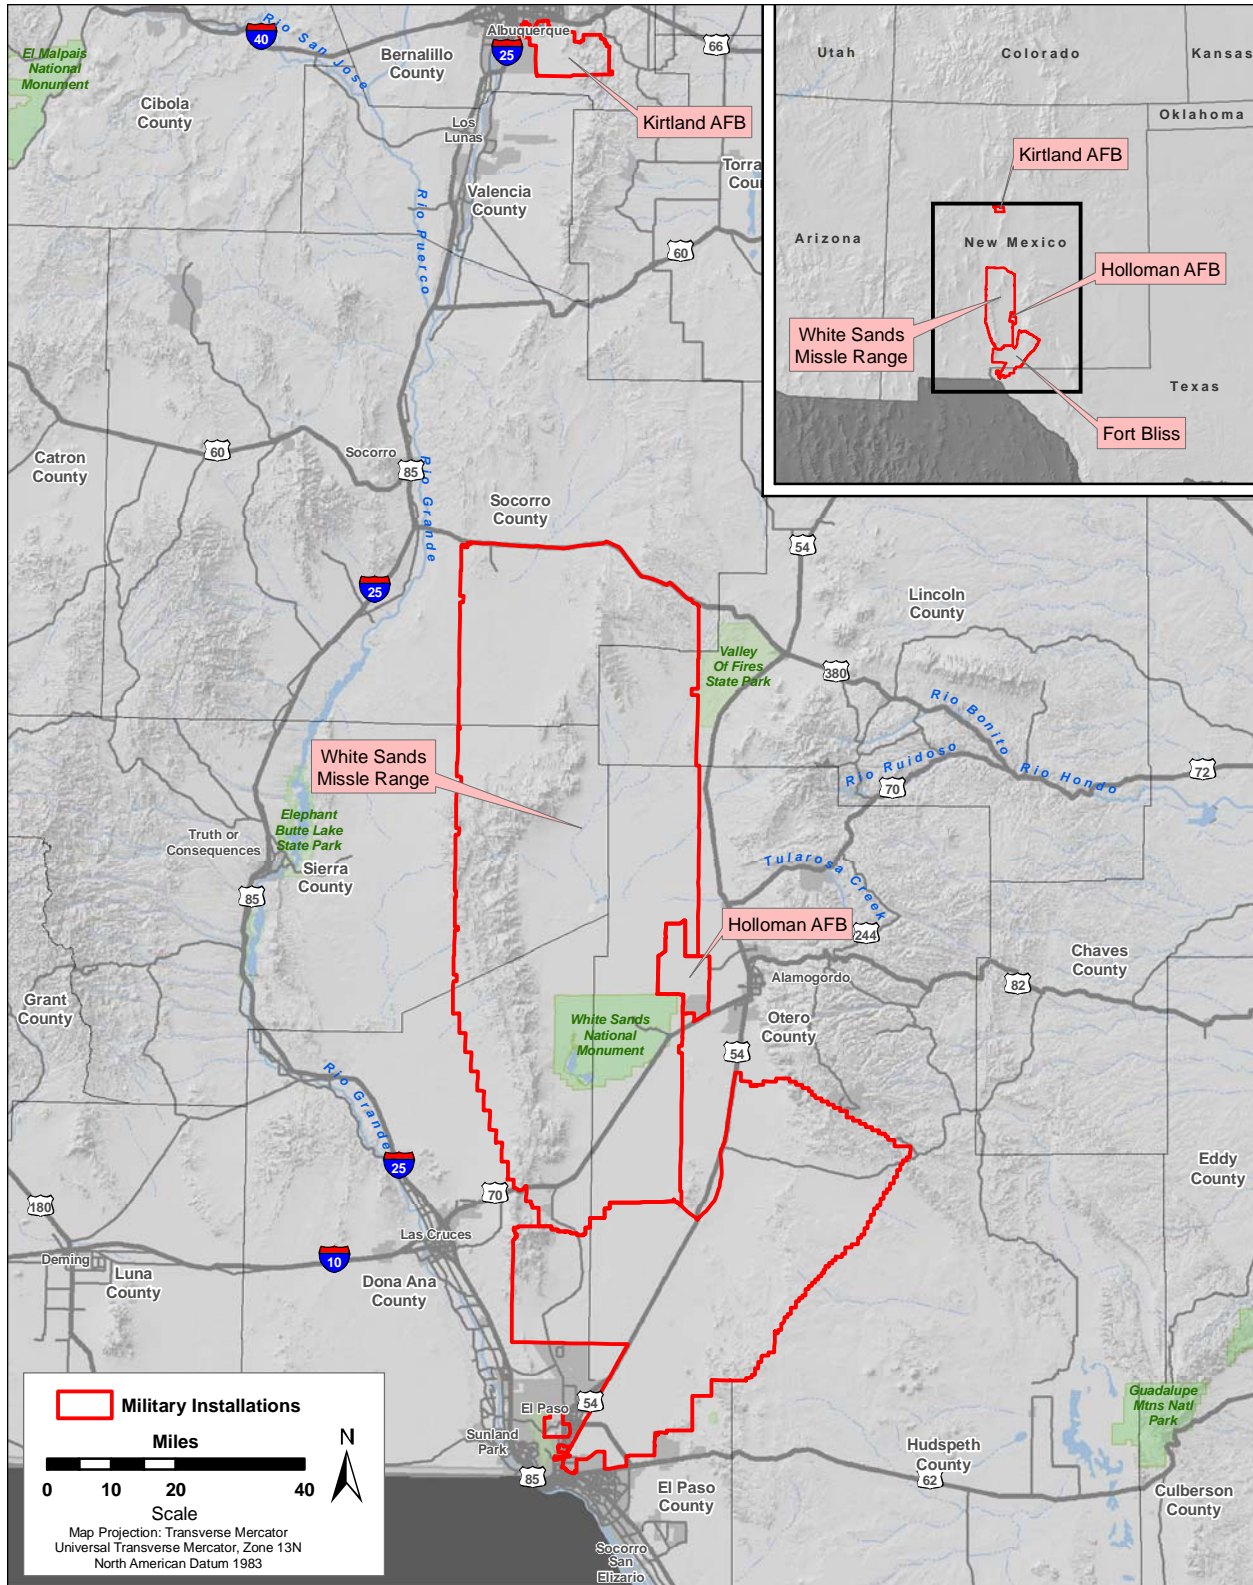 Albuquerque
Rio San Jose
40
25
66
El Malpais
National
Monument
Bernalillo
County
Cibola
County
Kirtland AFB
Los
Lunas
Torra
Cou
Valencia
County
Rio Puerco
60
Utah
Colorado
Kansas
Oklahoma
Kirtland AFB
Arizona
New Mexico
Holloman AFB
White Sands
Missle Range
Texas
Fort Bliss
60
Socorro
85
Catron
County
Rio Grande
Socorro
County
54
25
Lincoln
County
Valley
Of Fires
State Park
380
Rio Bonito
White Sands
Missle Range
Rio Ruidoso
Rio Hondo
72
70
Elephant
Butte Lake
State Park
Truth or
Consequences
Sierra
County
Tularosa Creek
85
Holloman AFB
244
Chaves
County
Alamogordo
82
Grant
County
White Sands
National
Monument
Otero
County
54
Rio Grande
25
Eddy
County
70
180
Las Cruces
Deming
10
Luna
County
Dona Ana
County
Military Installations
Miles
N
0 10 20 40
Scale
Map Projection: Transverse Mercator
Universal Transverse Mercator, Zone 13N
North American Datum 1983
54
El Paso
Sunland
Park
85
Guadalupe
Mtns Natl
Park
Hudspeth
County
62
El Paso
County
Culberson
County
Socorro
San
Elizario